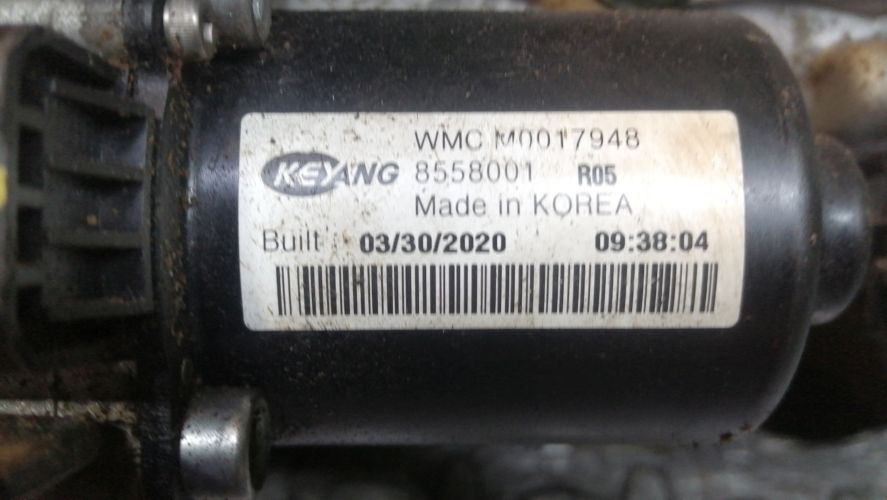 WMC M0017948
KEYANG 8558001 R05
Made in KOREA
Built : 03/30/2020 09:38:04